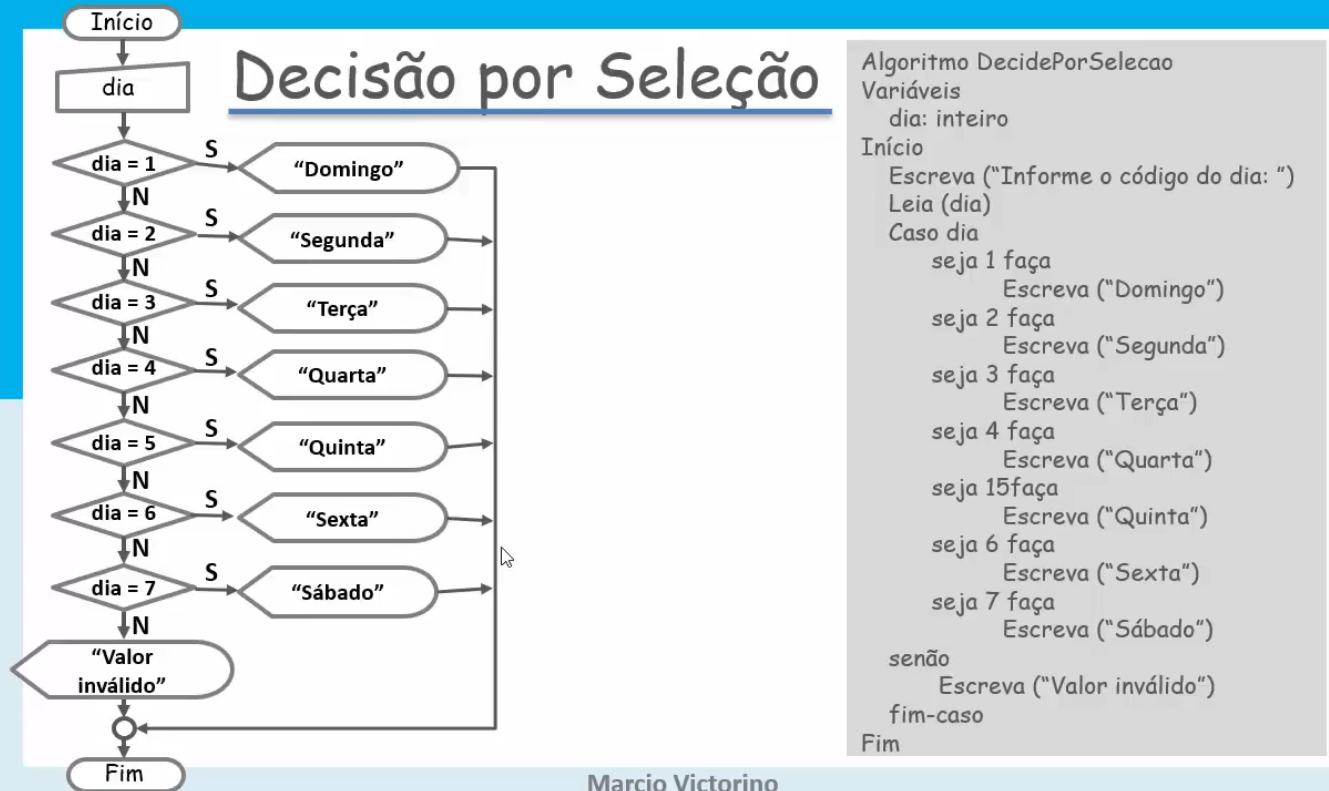 Início
dia
Decisão por Seleção
dia = 1
S
“Domingo”
N
dia = 2
S
“Segunda”
N
dia = 3
S
“Terça”
N
dia = 4
S
“Quarta”
N
dia = 5
S
“Quinta”
N
dia = 6
S
“Sexta”
N
dia = 7
S
“Sábado”
N
“Valor
inválido”
Fim
Algoritmo DecidePorSelecao
Variáveis
dia: inteiro
Início
Escreva (“Informe o código do dia: ”)
Leia (dia)
Caso dia
seja 1 faça
Escreva (“Domingo”)
seja 2 faça
Escreva (“Segunda”)
seja 3 faça
Escreva (“Terça”)
seja 4 faça
Escreva (“Quarta”)
seja 15faça
Escreva (“Quinta”)
seja 6 faça
Escreva (“Sexta”)
seja 7 faça
Escreva (“Sábado”)
senão
Escreva (“Valor inválido”)
fim-caso
Fim
Marcio Victorino